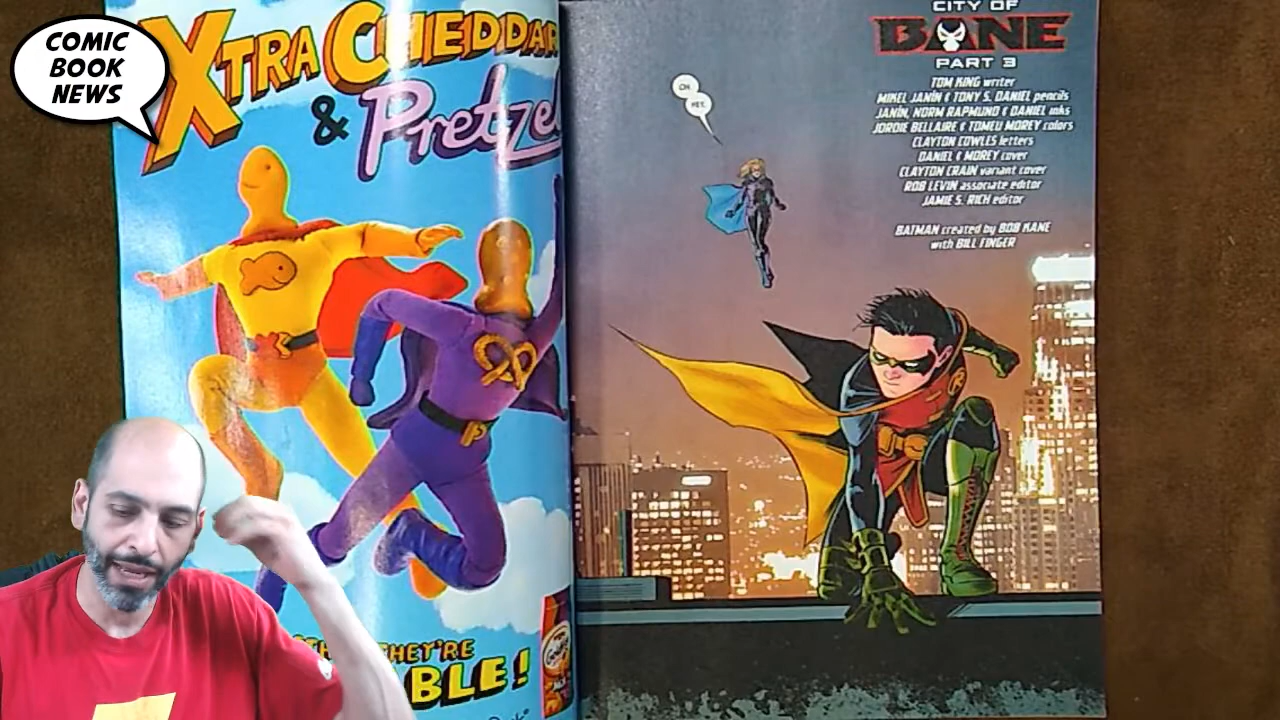 COMIC
BOOK
NEWS
XTRA CHEDDAR
& Pretzel
THEY'RE
BLE!
CITY OF
BANE
PART 3
TOM KING writer
MIKEL JANÍN & TONY S. DANIEL pencils
JANÍN, NORM RAPMUND & DANIEL inks
JORDIE BELLAIRE & TOMEU MOREY colors
CLAYTON COWLES letters
DANIEL & MOREY cover
CLAYTON CRAIN variant cover
ROB LEVIN associate editor
JAMIE S. RICH editor
BATMAN created by BOB KANE
with BILL FINGER
OH.
HEY.
R